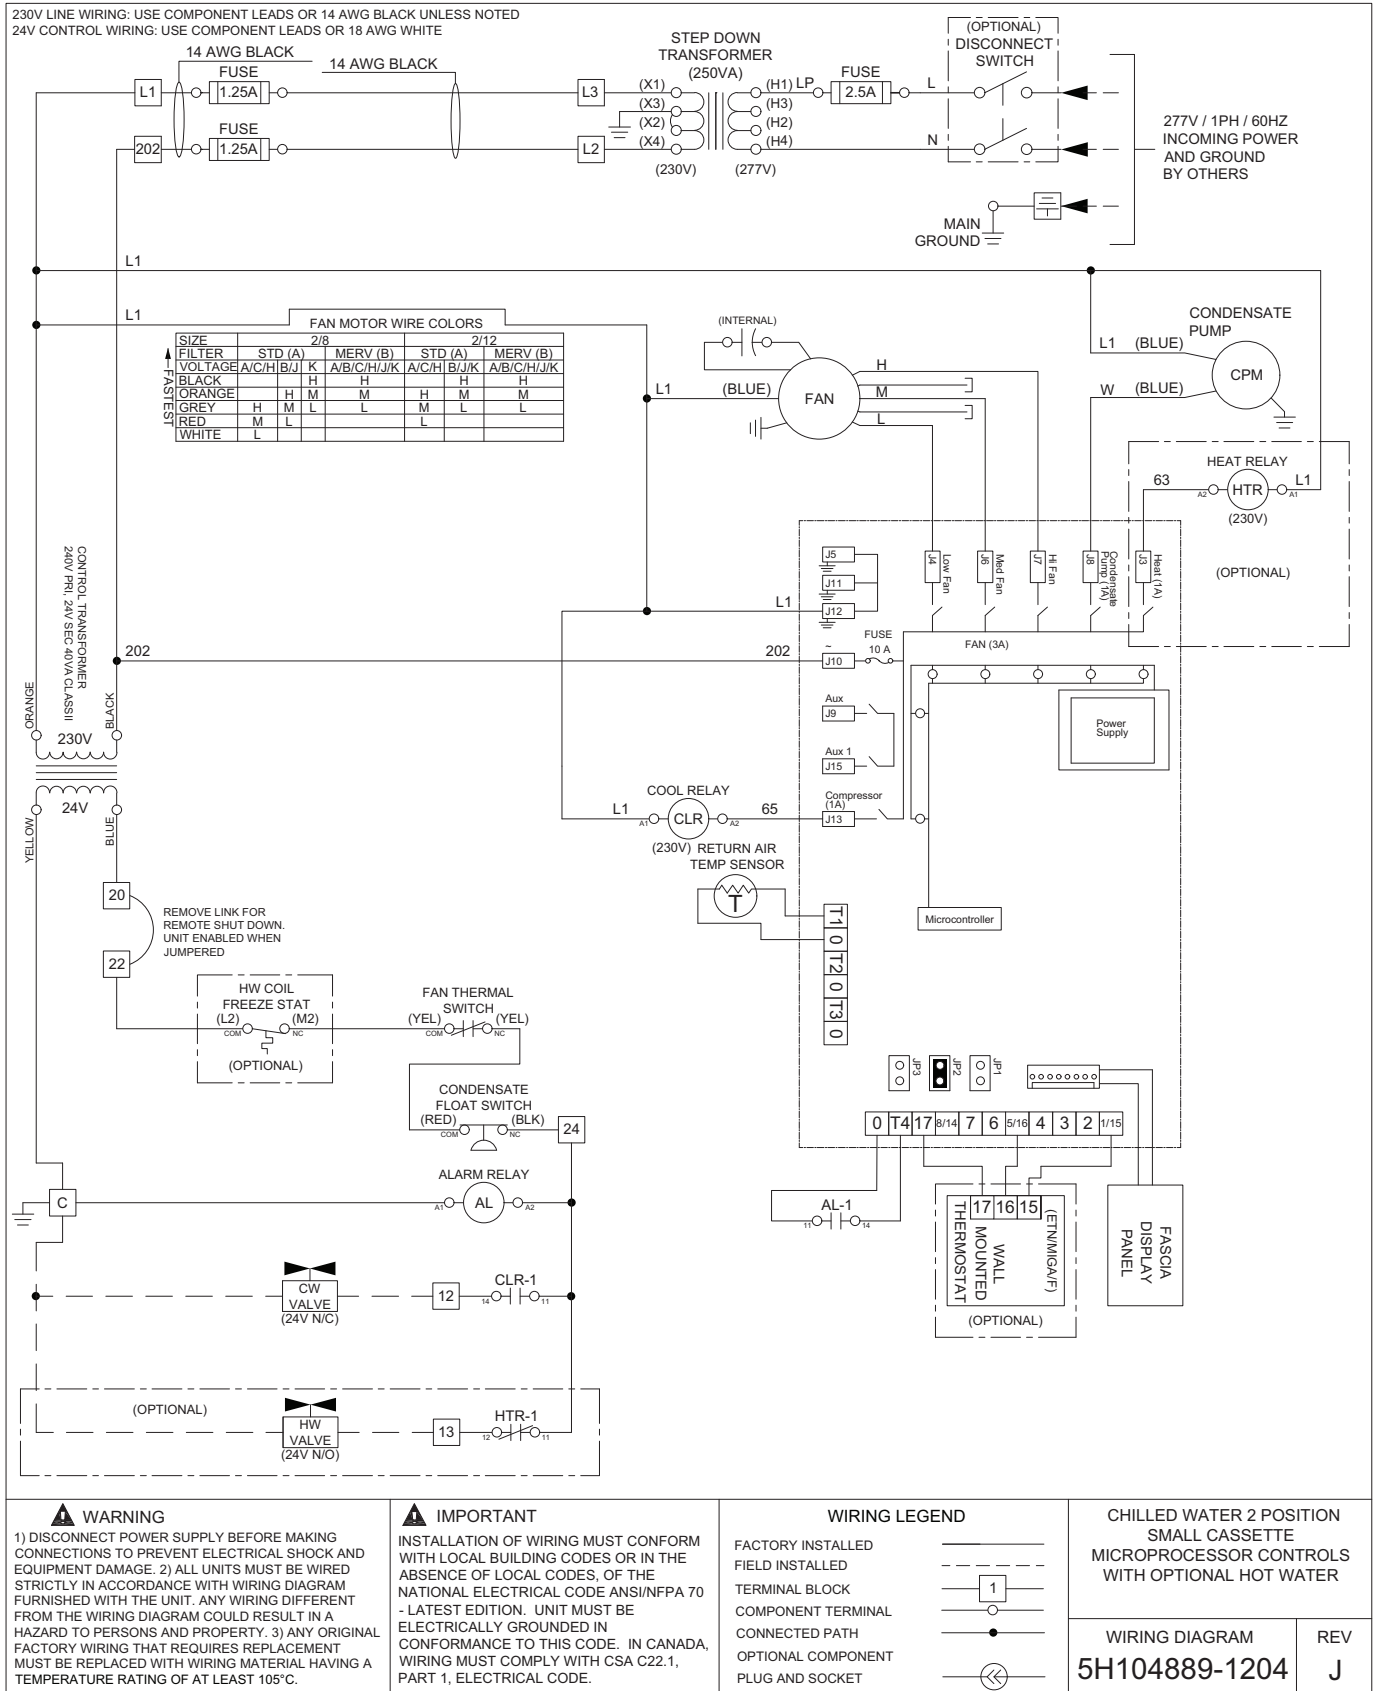 230V LINE WIRING: USE COMPONENT LEADS OR 14 AWG BLACK UNLESS NOTED
24V CONTROL WIRING: USE COMPONENT LEADS OR 18 AWG WHITE
14 AWG BLACK
14 AWG BLACK
L1
FUSE
1.25A
202
FUSE
1.25A
L3
L2
STEP DOWN
TRANSFORMER
(250VA)
(X1)
(X3)
(X2)
(X4)
(H1)
(H3)
(H2)
(H4)
(230V)
(277V)
LP
FUSE
2.5A
L
N
(OPTIONAL)
DISCONNECT
SWITCH
277V / 1PH / 60HZ
INCOMING POWER
AND GROUND
BY OTHERS
MAIN
GROUND
L1
L1
FAN MOTOR WIRE COLORS
SIZE 2/8 2/12
FILTER STD (A) MERV (B) STD (A) MERV (B)
VOLTAGE A/C/H B/J K A/B/C/H/J/K A/C/H B/J/K A/B/C/H/J/K
BLACK H H H H
ORANGE H M M H M M
GREY H M L L M L L
RED M L L
WHITE L
FASTEST
(INTERNAL)
L1
(BLUE)
FAN
H
M
L
CONDENSATE
PUMP
L1 (BLUE)
W (BLUE)
CPM
HEAT RELAY
63
A2
HTR
A1
L1
(230V)
(OPTIONAL)
J5
J11
J12
L1
202
202
~
J10
FUSE
10 A
J4
Low Fan
J6
Med Fan
J7
Hi Fan
J8
Condensate
Pump (1A)
J3
Heat (1A)
FAN (3A)
Aux
J9
Aux 1
J15
Compressor
(1A)
J13
Power
Supply
Microcontroller
CONTROL TRANSFORMER
240V PRI, 24V SEC 40VA CLASSII
ORANGE
BLACK
230V
24V
YELLOW
BLUE
COOL RELAY
L1
A1
CLR
A2
65
(230V)
RETURN AIR
TEMP SENSOR
T
T1
0
T2
0
T3
0
20
22
REMOVE LINK FOR
REMOTE SHUT DOWN.
UNIT ENABLED WHEN
JUMPERED
HW COIL
FREEZE STAT
(L2)
(M2)
COM
NC
(OPTIONAL)
FAN THERMAL
SWITCH
(YEL)
(YEL)
COM
NC
CONDENSATE
FLOAT SWITCH
(RED)
(BLK)
COM
NC
24
JP3
JP2
JP1
0 T4 17 8/14 7 6 5/16 4 3 2 1/15
C
ALARM RELAY
A1
AL
A2
AL-1
11
14
17 16 15
WALL
MOUNTED
THERMOSTAT
(ETN/MIGA/F)
(OPTIONAL)
FASCIA
DISPLAY
PANEL
CW
VALVE
(24V N/C)
12
CLR-1
14
11
(OPTIONAL)
HW
VALVE
(24V N/O)
13
HTR-1
12
11
WARNING
1) DISCONNECT POWER SUPPLY BEFORE MAKING
CONNECTIONS TO PREVENT ELECTRICAL SHOCK AND
EQUIPMENT DAMAGE. 2) ALL UNITS MUST BE WIRED
STRICTLY IN ACCORDANCE WITH WIRING DIAGRAM
FURNISHED WITH THE UNIT. ANY WIRING DIFFERENT
FROM THE WIRING DIAGRAM COULD RESULT IN A
HAZARD TO PERSONS AND PROPERTY. 3) ANY ORIGINAL
FACTORY WIRING THAT REQUIRES REPLACEMENT
MUST BE REPLACED WITH WIRING MATERIAL HAVING A
TEMPERATURE RATING OF AT LEAST 105°C.
IMPORTANT
INSTALLATION OF WIRING MUST CONFORM
WITH LOCAL BUILDING CODES OR IN THE
ABSENCE OF LOCAL CODES, OF THE
NATIONAL ELECTRICAL CODE ANSI/NFPA 70
- LATEST EDITION. UNIT MUST BE
ELECTRICALLY GROUNDED IN
CONFORMANCE TO THIS CODE. IN CANADA,
WIRING MUST COMPLY WITH CSA C22.1,
PART 1, ELECTRICAL CODE.
WIRING LEGEND
FACTORY INSTALLED
FIELD INSTALLED
TERMINAL BLOCK
1
COMPONENT TERMINAL
CONNECTED PATH
OPTIONAL COMPONENT
PLUG AND SOCKET
CHILLED WATER 2 POSITION
SMALL CASSETTE
MICROPROCESSOR CONTROLS
WITH OPTIONAL HOT WATER
WIRING DIAGRAM
5H104889-1204
REV
J